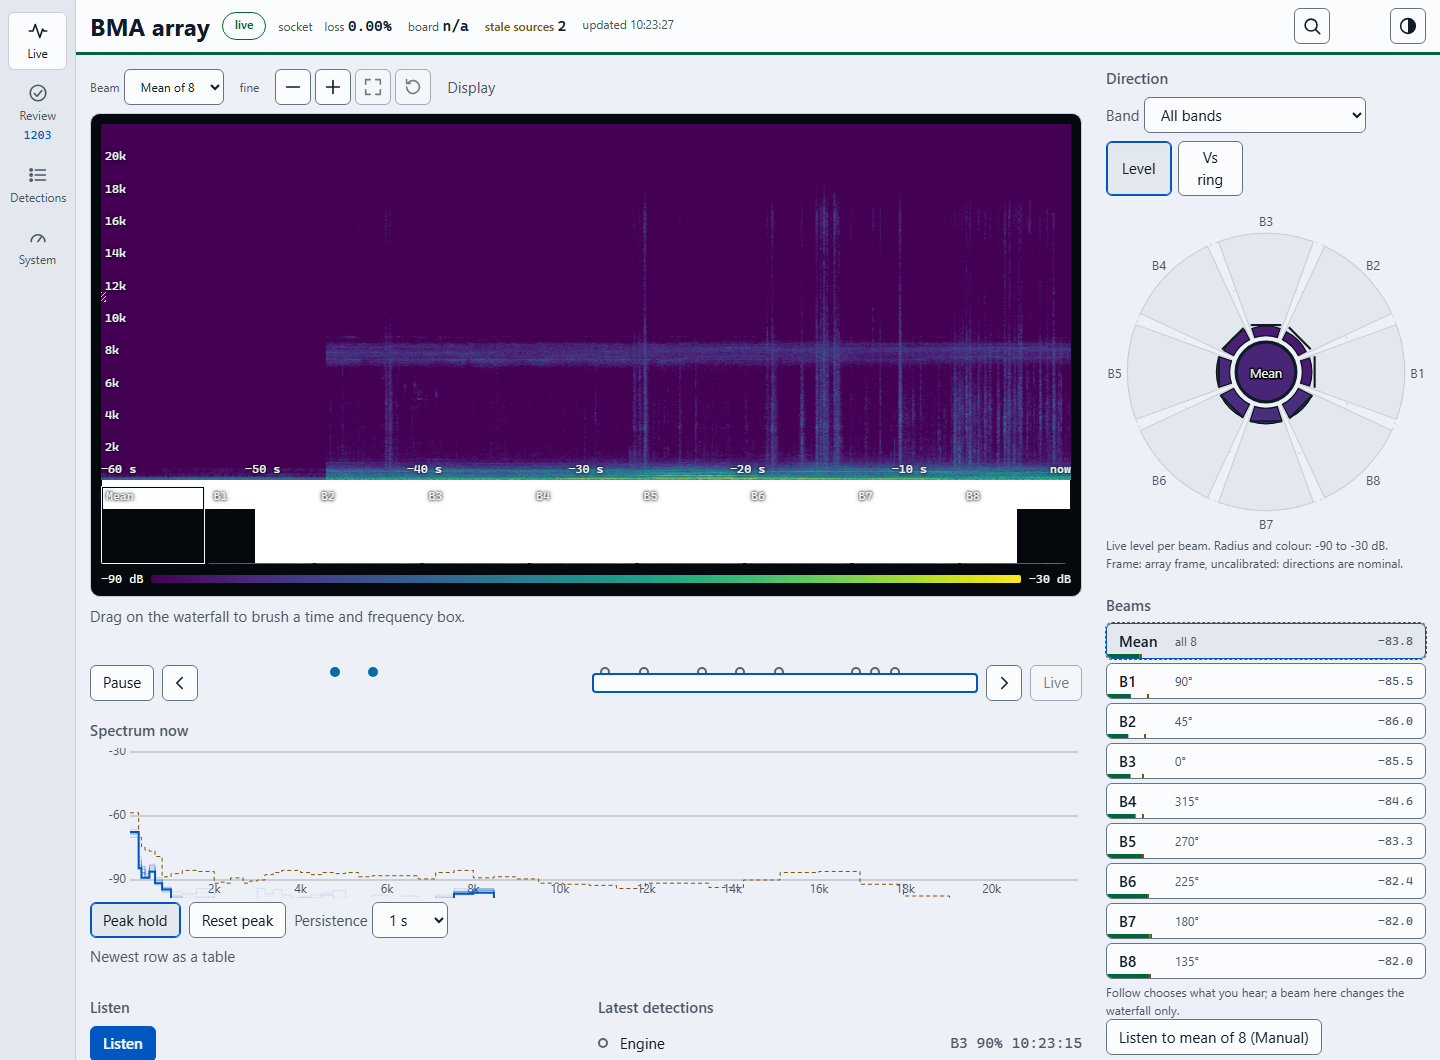 BMA array live socket loss 0.00% board n/a stale sources 2 updated 10:23:27
Live
Review
1203
Detections
System
Beam Mean of 8 fine Display
20k
18k
16k
14k
12k
10k
8k
6k
4k
2k
−60 s −50 s −40 s −30 s −20 s −10 s now
Mean B1 B2 B3 B4 B5 B6 B7 B8
−90 dB −30 dB
Drag on the waterfall to brush a time and frequency box.
Pause Live
Spectrum now
-30
-60
-90
2k 4k 6k 8k 10k 12k 14k 16k 18k 20k
Peak hold Reset peak Persistence 1 s
Newest row as a table
Listen
Listen
Latest detections
Engine B3 90% 10:23:15
Direction
Band All bands
Level Vs ring
B3
B4 B2
B5 Mean B1
B6 B8
B7
Live level per beam. Radius and colour: -90 to -30 dB.
Frame: array frame, uncalibrated: directions are nominal.
Beams
Mean all 8 −83.8
B1 90° −85.5
B2 45° −86.0
B3 0° −85.5
B4 315° −84.6
B5 270° −83.3
B6 225° −82.4
B7 180° −82.0
B8 135° −82.0
Follow chooses what you hear; a beam here changes the
waterfall only.
Listen to mean of 8 (Manual)